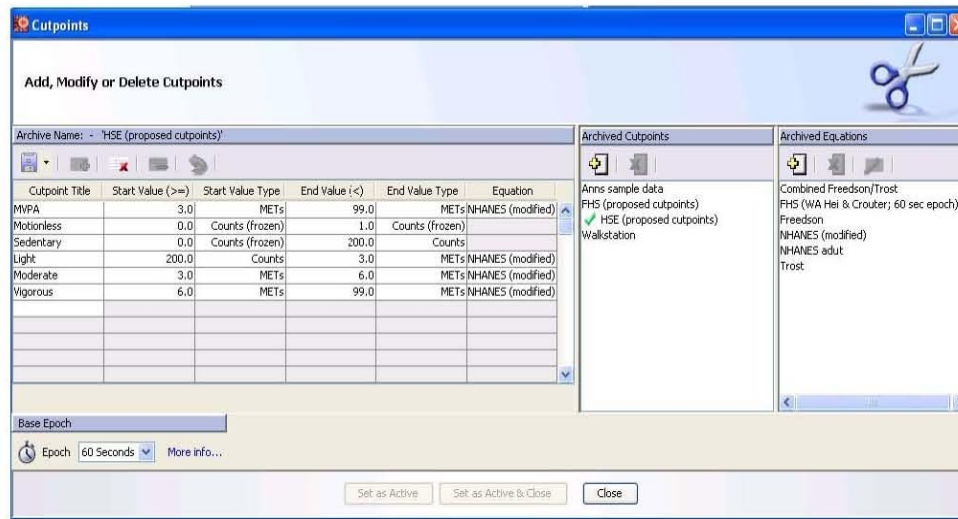 Cutpoints
Add, Modify or Delete Cutpoints
Archive Name: - 'HSE (proposed cutpoints)'
Cutpoint Title Start Value (>=) Start Value Type End Value (<) End Value Type Equation
MVPA 3.0 METs 99.0 METs NHANES (modified)
Motionless 0.0 Counts (frozen) 1.0 Counts (frozen)
Sedentary 0.0 Counts (frozen) 200.0 Counts
Light 200.0 Counts 3.0 METs NHANES (modified)
Moderate 3.0 METs 6.0 METs NHANES (modified)
Vigorous 6.0 METs 99.0 METs NHANES (modified)
Archived Cutpoints
Anns sample data
FHS (proposed cutpoints)
HSE (proposed cutpoints)
Walkstation
Archived Equations
Combined Freedson/Trost
FHS (WA Hei & Crouter; 60 sec epoch)
Freedson
NHANES (modified)
NHANES adut
Trost
Base Epoch
Epoch 60 Seconds More info...
Set as Active Set as Active & Close Close